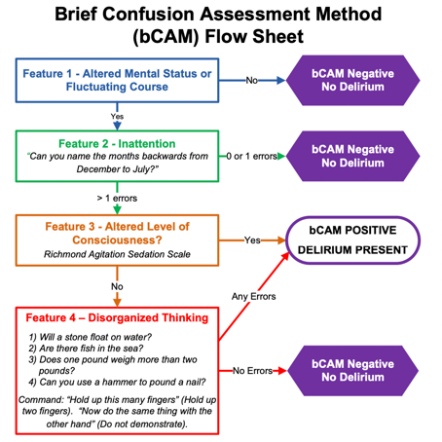 Brief Confusion Assessment Method
(bCAM) Flow Sheet
Feature 1 - Altered Mental Status or
Fluctuating Course
No
bCAM Negative
No Delirium
Yes
Feature 2 - Inattention
"Can you name the months backwards from
December to July?"
0 or 1 errors
bCAM Negative
No Delirium
> 1 errors
Feature 3 - Altered Level of
Consciousness?
Richmond Agitation Sedation Scale
Yes
bCAM POSITIVE
DELIRIUM PRESENT
No
Any Errors
Feature 4 – Disorganized Thinking
1) Will a stone float on water?
2) Are there fish in the sea?
3) Does one pound weigh more than two
pounds?
4) Can you use a hammer to pound a nail?
Command: "Hold up this many fingers" (Hold up
two fingers). "Now do the same thing with the
other hand" (Do not demonstrate).
No Errors
bCAM Negative
No Delirium